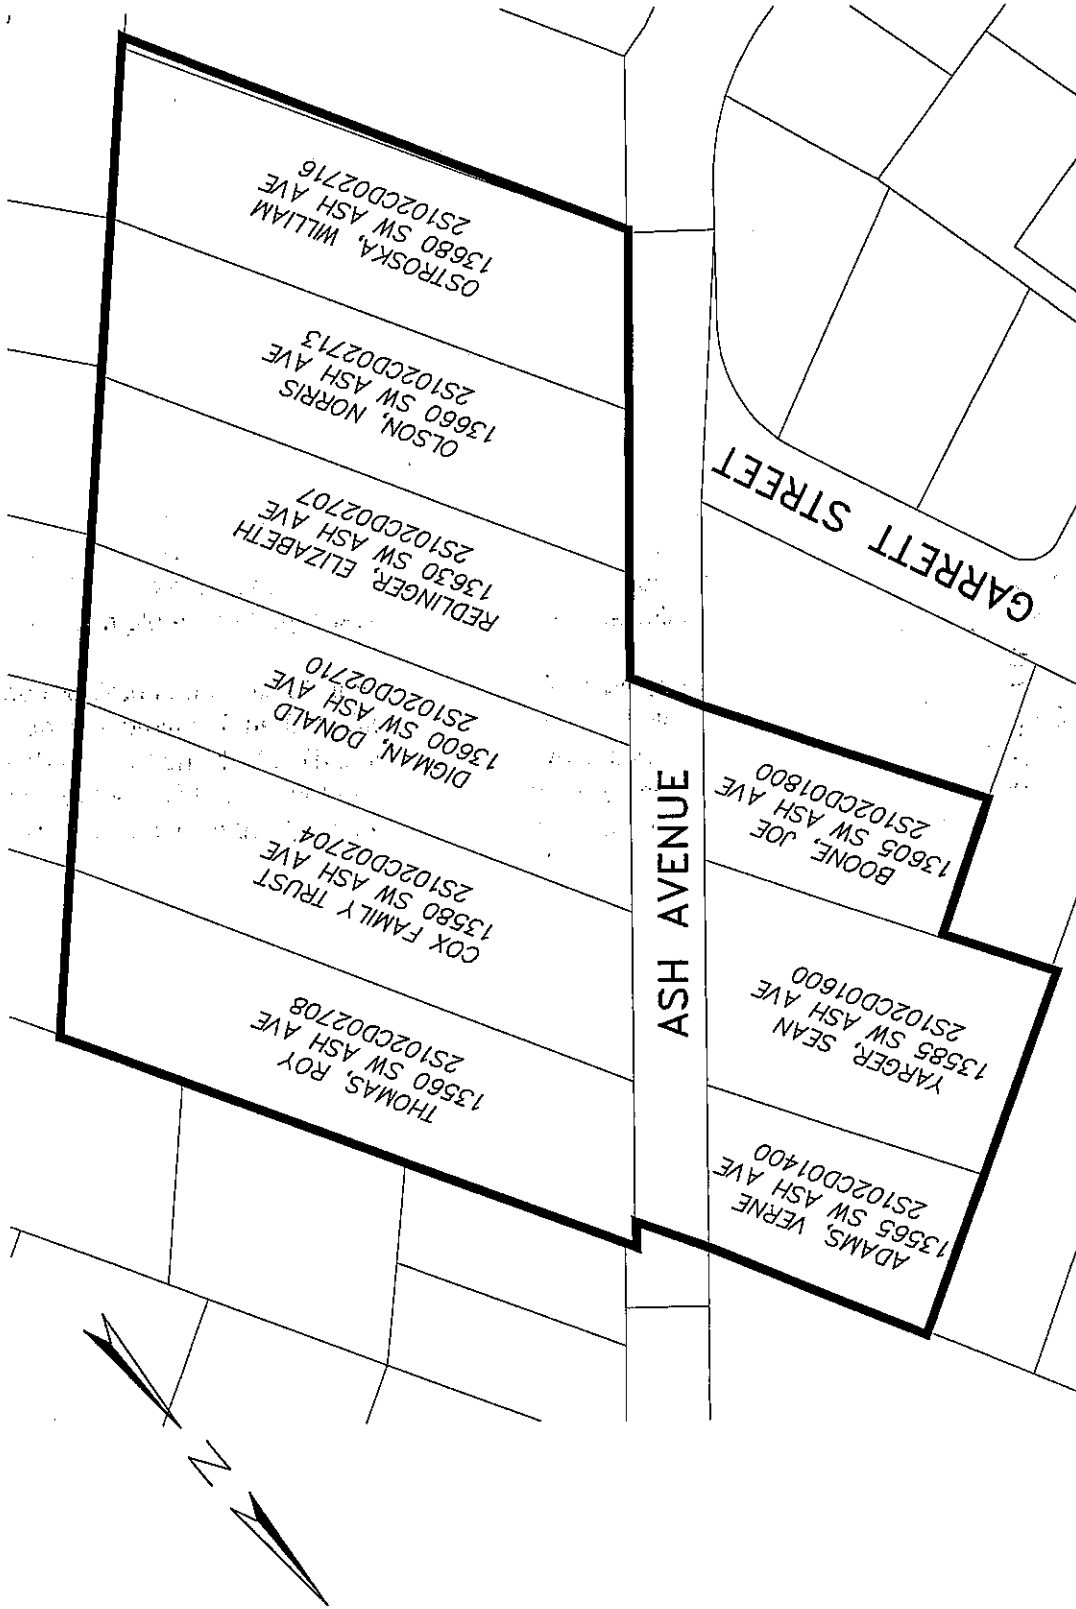 OSTROSKA, WILLIAM
13680 SW ASH AVE
2S102CD02716
OLSON, NORRIS
13660 SW ASH AVE
2S102CD02713
REDLINGER, ELIZABETH
13630 SW ASH AVE
2S102CD02707
DIGMAN, DONALD
13600 SW ASH AVE
2S102CD02710
COX FAMILY TRUST
13580 SW ASH AVE
2S102CD02704
THOMAS, ROY
13560 SW ASH AVE
2S102CD02708
ASH AVENUE
GARRETT STREET
BOONE, JOE
13605 SW ASH AVE
2S102CD01800
YARGER, SEAN
13585 SW ASH AVE
2S102CD01600
ADAMS, VERNE
13565 SW ASH AVE
2S102CD01400
N